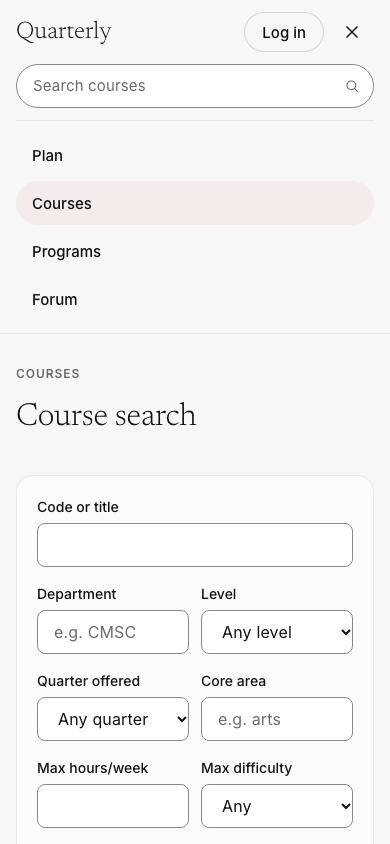 Quarterly
Log in
Search courses
Plan
Courses
Programs
Forum
COURSES
Course search
Code or title
Department Level
e.g. CMSC Any level
Quarter offered Core area
Any quarter e.g. arts
Max hours/week Max difficulty
Any